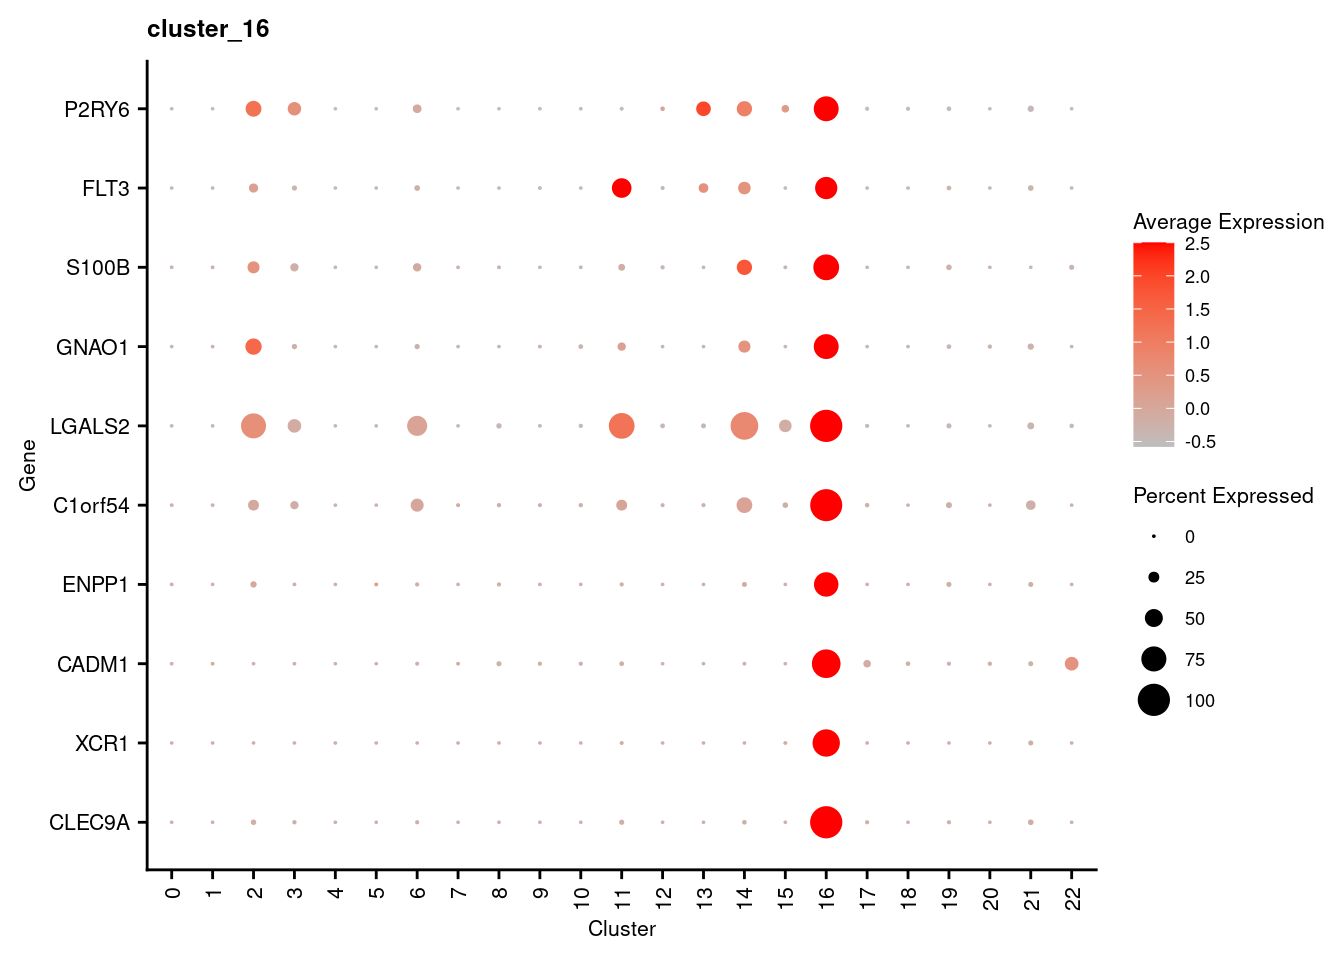 cluster_16
P2RY6
FLT3
S100B
GNAO1
LGALS2
C1orf54
ENPP1
CADM1
XCR1
CLEC9A
Gene
0 1 2 3 4 5 6 7 8 9 10 11 12 13 14 15 16 17 18 19 20 21 22
Cluster
Average Expression
2.5
2.0
1.5
1.0
0.5
0.0
-0.5
Percent Expressed
0
25
50
75
100